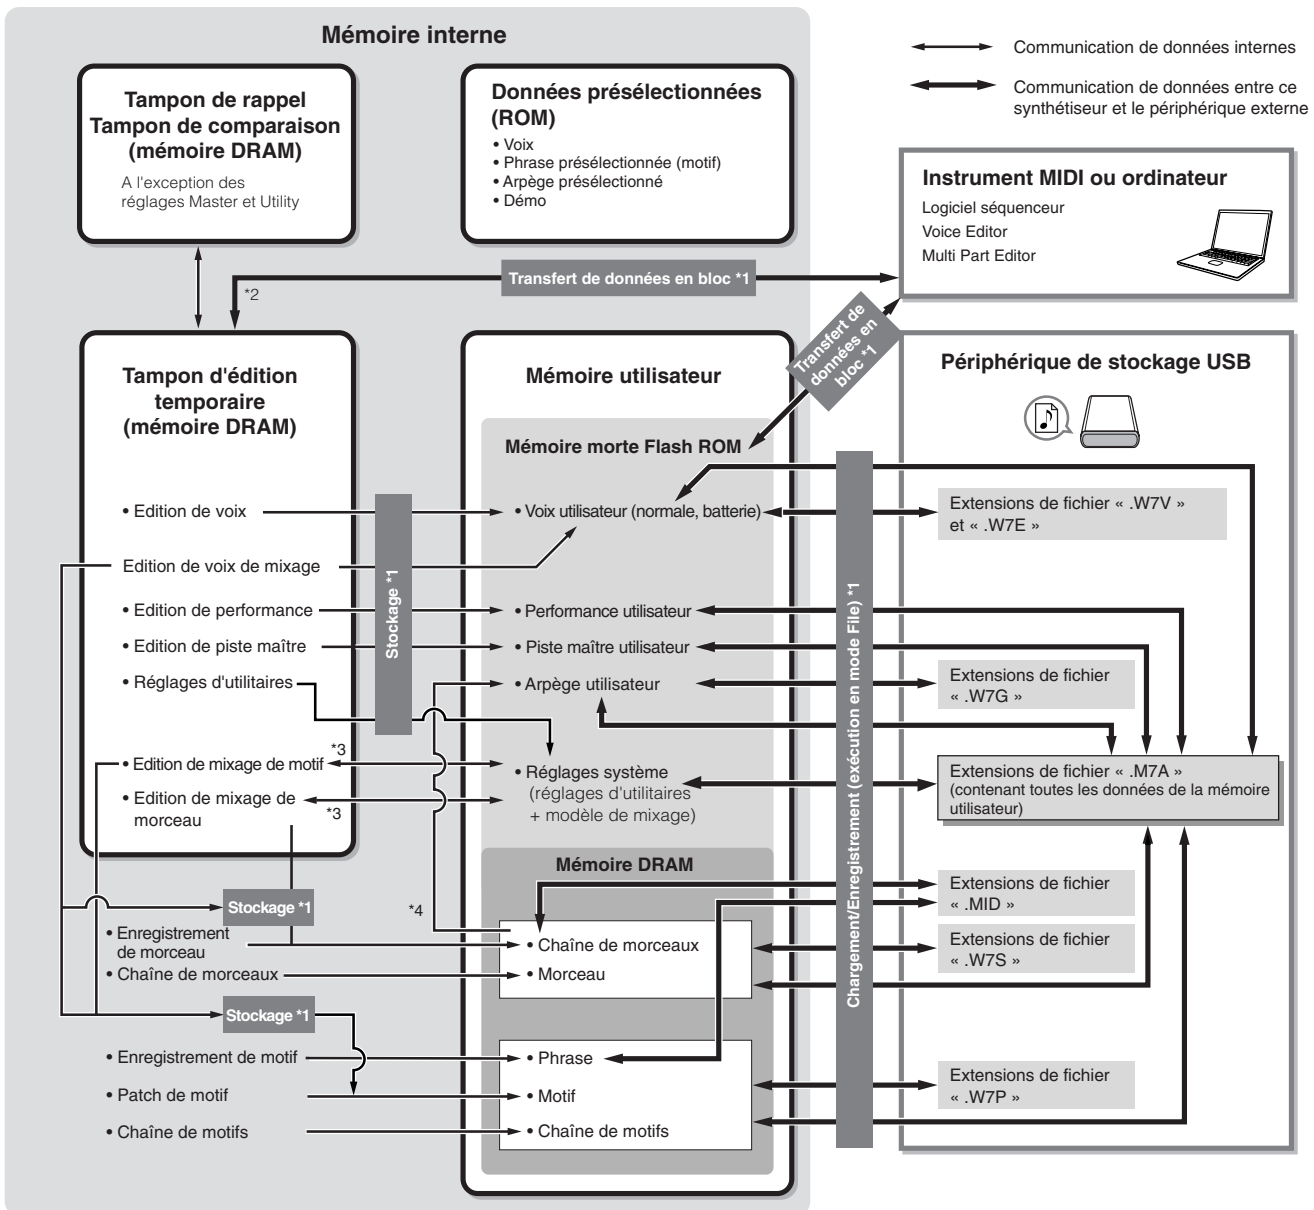 Mémoire interne
Communication de données internes
Communication de données entre ce
synthétiseur et le périphérique externe
Tampon de rappel
Tampon de comparaison
(mémoire DRAM)
A l'exception des
réglages Master et Utility
Données présélectionnées
(ROM)
• Voix
• Phrase présélectionnée (motif)
• Arpège présélectionné
• Démo
Instrument MIDI ou ordinateur
Logiciel séquenceur
Voice Editor
Multi Part Editor
Transfert de données en bloc *1
*2
Transfert de
données en
bloc *1
Tampon d'édition
temporaire
(mémoire DRAM)
• Edition de voix
Edition de voix de mixage
• Edition de performance
• Edition de piste maître
• Réglages d'utilitaires
• Edition de mixage de motif
*3
• Edition de mixage de
morceau
*3
Stockage *1
Mémoire utilisateur
Mémoire morte Flash ROM
• Voix utilisateur (normale, batterie)
• Performance utilisateur
• Piste maître utilisateur
• Arpège utilisateur
• Réglages système
(réglages d'utilitaires
+ modèle de mixage)
Mémoire DRAM
• Chaîne de morceaux
• Morceau
• Phrase
• Motif
• Chaîne de motifs
Stockage *1
*4
• Enregistrement
de morceau
• Chaîne de morceaux
Stockage *1
• Enregistrement de motif
• Patch de motif
• Chaîne de motifs
Chargement/Enregistrement (exécution en mode File) *1
Périphérique de stockage USB
Extensions de fichier « .W7V »
et « .W7E »
Extensions de fichier
« .W7G »
Extensions de fichier « .M7A »
(contenant toutes les données de la mémoire
utilisateur)
Extensions de fichier
« .MID »
Extensions de fichier
« .W7S »
Extensions de fichier
« .W7P »